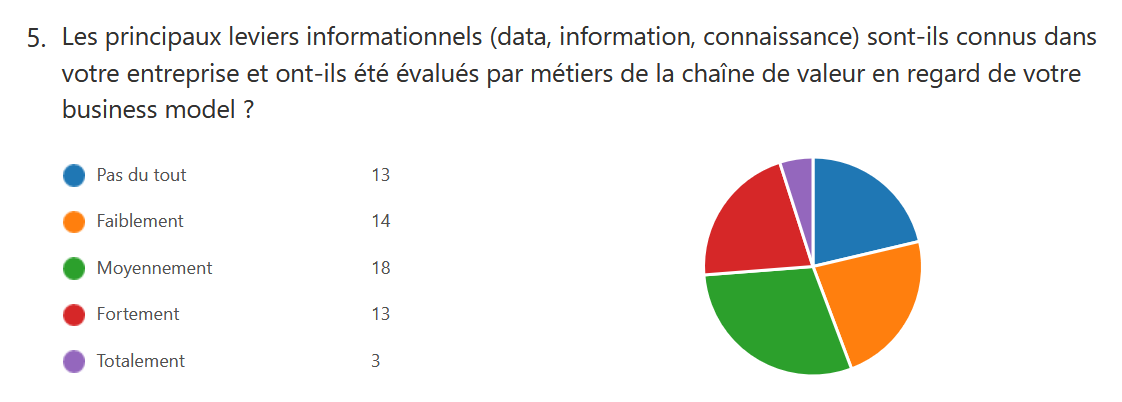 5. Les principaux leviers informationnels (data, information, connaissance) sont-ils connus dans
votre entreprise et ont-ils été évalués par métiers de la chaîne de valeur en regard de votre
business model ?
Pas du tout 13
Faiblement 14
Moyennement 18
Fortement 13
Totalement 3